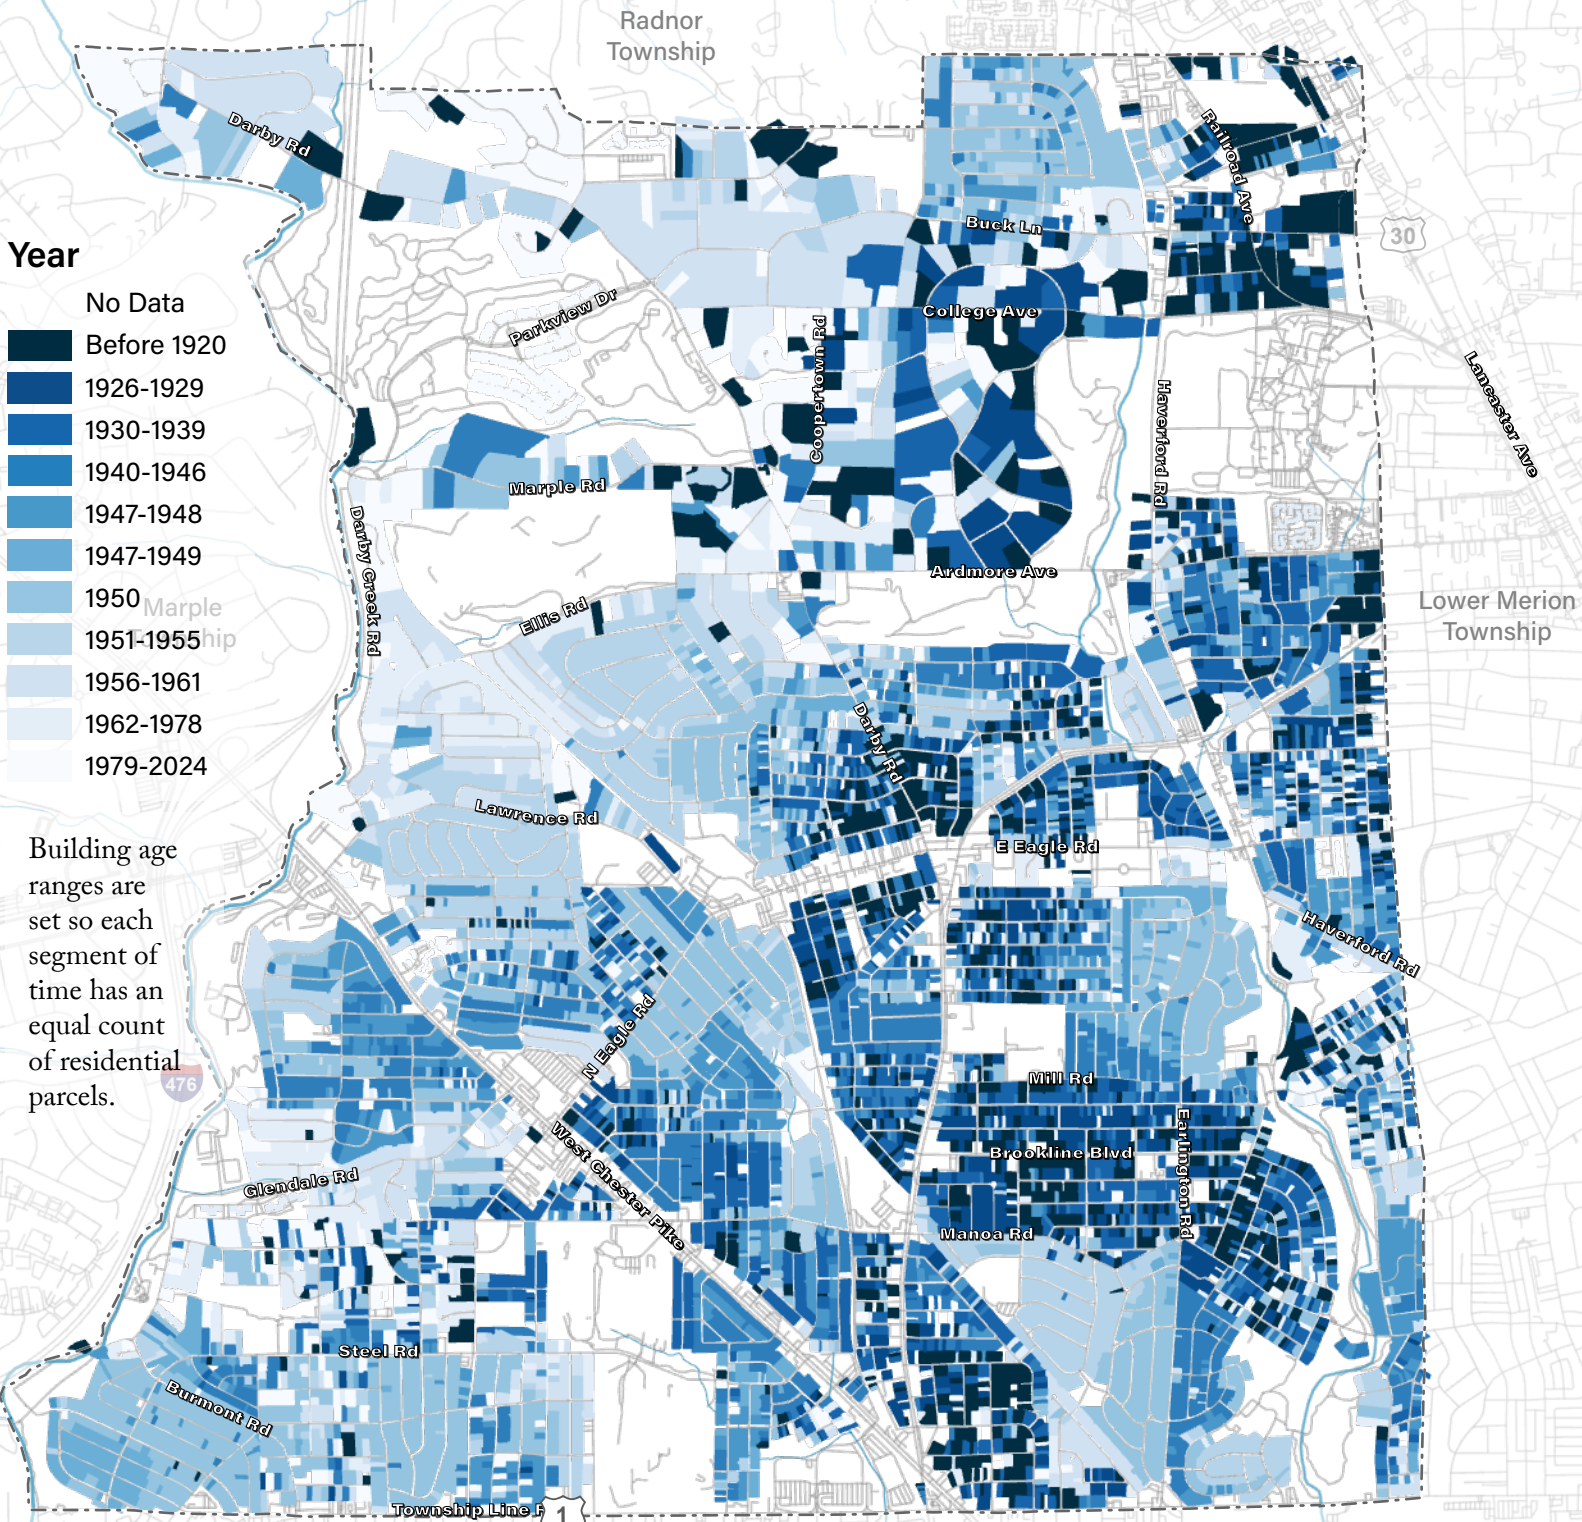 Radnor
Township
Darby Rd
Railroad Ave
Buck Ln
30
Year
No Data
Before 1920
1926-1929
1930-1939
1940-1946
1947-1948
1947-1949
1950
1951-1955
1956-1961
1962-1978
1979-2024
Marple
Township
Parkview Dr
College Ave
Coopertown Rd
Haverford Rd
Lancaster Ave
Marple Rd
Darby Creek Rd
Ardmore Ave
Ellis Rd
Lower Merion
Township
Darby Rd
Lawrence Rd
E Eagle Rd
Building age
ranges are
set so each
segment of
time has an
equal count
of residential
parcels.
476
Haverford Rd
N Eagle Rd
Mill Rd
Earlington Rd
Brookline Blvd
West Chester Pike
Glendale Rd
Manoa Rd
Steel Rd
Burmont Rd
Township Line R
1